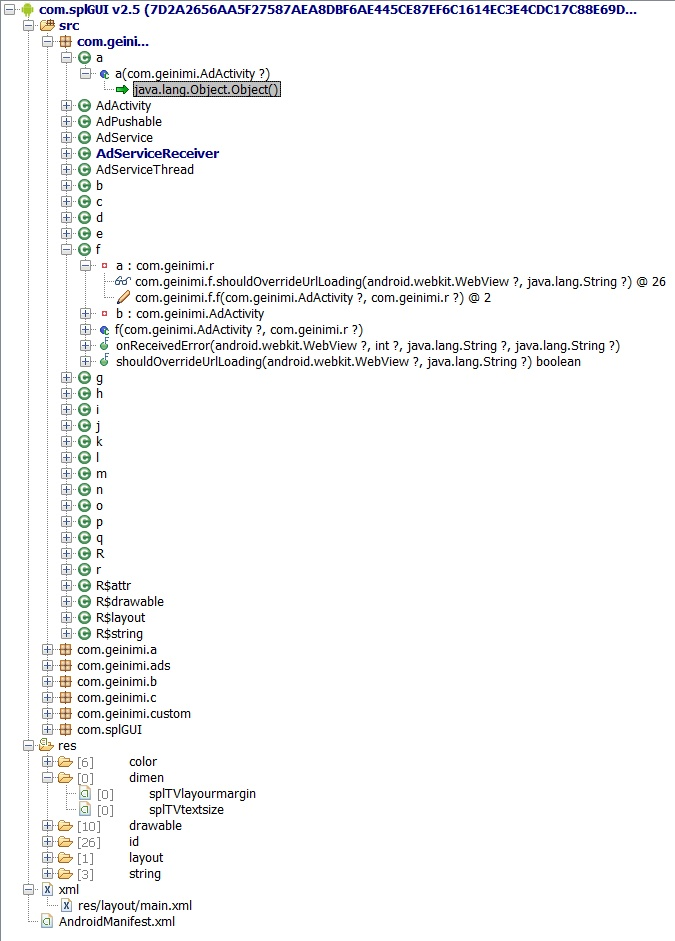 com.splGUI v2.5 (7D2A2656AA5F27587AEA8DBF6AE445CE87EF6C1614EC3E4CDC17C88E69D...
src
com.geini...
a
a(com.geinimi.AdActivity ?)
java.lang.Object.Object()
AdActivity
AdPushable
AdService
AdServiceReceiver
AdServiceThread
b
c
d
e
f
a : com.geinimi.r
com.geinimi.f.shouldOverrideUrlLoading(android.webkit.WebView ?, java.lang.String ?) @ 26
com.geinimi.f.f(com.geinimi.AdActivity ?, com.geinimi.r ?) @ 2
b : com.geinimi.AdActivity
f(com.geinimi.AdActivity ?, com.geinimi.r ?)
onReceivedError(android.webkit.WebView ?, int ?, java.lang.String ?, java.lang.String ?)
shouldOverrideUrlLoading(android.webkit.WebView ?, java.lang.String ?) boolean
g
h
i
j
k
l
m
n
o
p
q
R
r
R$attr
R$drawable
R$layout
R$string
com.geinimi.a
com.geinimi.ads
com.geinimi.b
com.geinimi.c
com.geinimi.custom
com.splGUI
res
[6] color
[0] dimen
[0] splTVlayourmargin
[0] splTVtextsize
[10] drawable
[26] id
[1] layout
[3] string
xml
res/layout/main.xml
AndroidManifest.xml